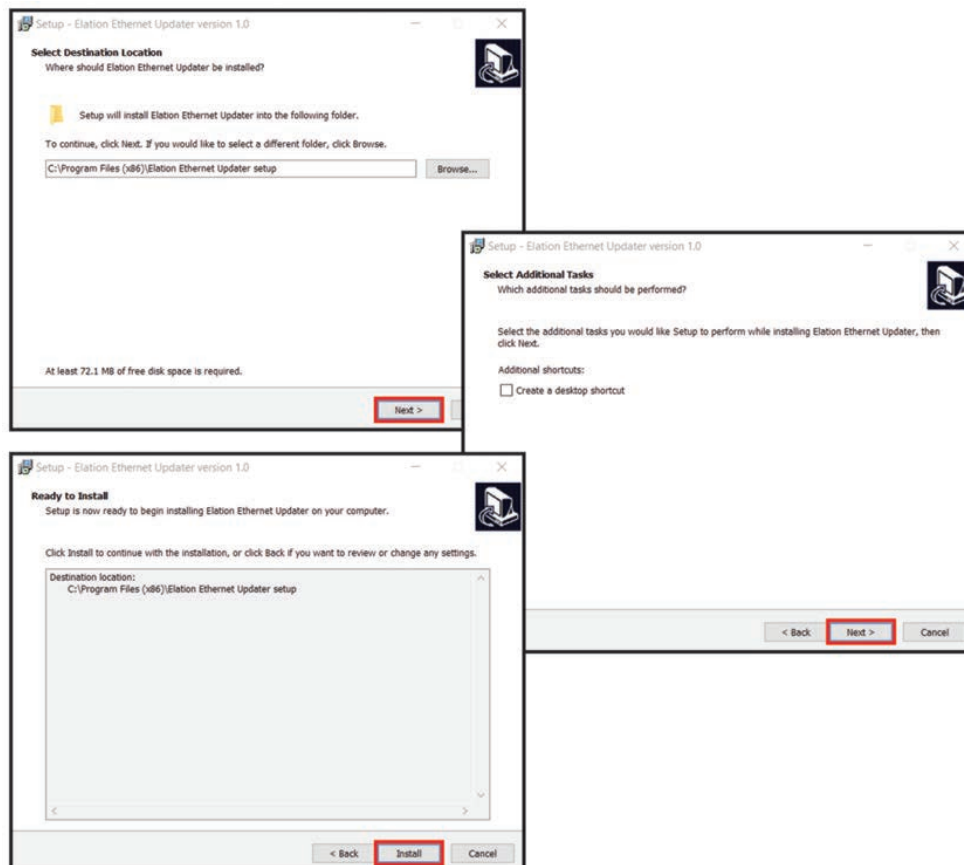 Setup - Elation Ethernet Updater version 1.0
Select Destination Location
Where should Elation Ethernet Updater be installed?
Setup will install Elation Ethernet Updater into the following folder.
To continue, click Next. If you would like to select a different folder, click Browse.
C:\Program Files (x86)\Elation Ethernet Updater setup
Browse...
At least 72.1 MB of free disk space is required.
Next >
Setup - Elation Ethernet Updater version 1.0
Select Additional Tasks
Which additional tasks should be performed?
Select the additional tasks you would like Setup to perform while installing Elation Ethernet Updater, then
click Next.
Additional shortcuts:
Create a desktop shortcut
< Back
Next >
Cancel
Setup - Elation Ethernet Updater version 1.0
Ready to Install
Setup is now ready to begin installing Elation Ethernet Updater on your computer.
Click Install to continue with the installation, or click Back if you want to review or change any settings.
Destination location:
C:\Program Files (x86)\Elation Ethernet Updater setup
< Back
Install
Cancel